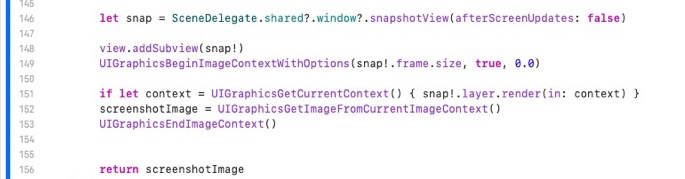 145
146 let snap = SceneDelegate.shared?.window?.snapshotView(afterScreenUpdates: false)
147
148 view.addSubview(snap!)
149 UIGraphicsBeginImageContextWithOptions(snap!.frame.size, true, 0.0)
150
151 if let context = UIGraphicsGetCurrentContext() { snap!.layer.render(in: context) }
152 screenshotImage = UIGraphicsGetImageFromCurrentImageContext()
153 UIGraphicsEndImageContext()
154
155
156 return screenshotImage